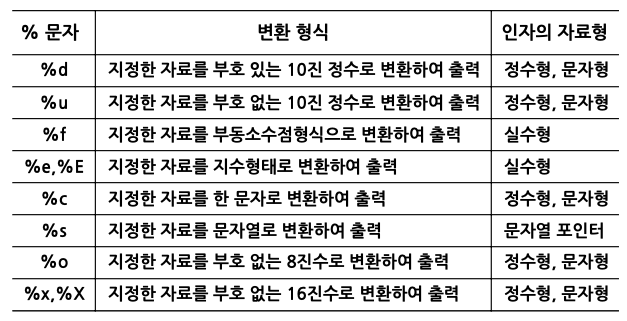 % 문자 변환 형식 인자의 자료형
%d 지정한 자료를 부호 있는 10진 정수로 변환하여 출력 정수형, 문자형
%u 지정한 자료를 부호 없는 10진 정수로 변환하여 출력 정수형, 문자형
%f 지정한 자료를 부동소수점형식으로 변환하여 출력 실수형
%e,%E 지정한 자료를 지수형태로 변환하여 출력 실수형
%c 지정한 자료를 한 문자로 변환하여 출력 정수형, 문자형
%s 지정한 자료를 문자열로 변환하여 출력 문자열 포인터
%o 지정한 자료를 부호 없는 8진수로 변환하여 출력 정수형, 문자형
%x,%X 지정한 자료를 부호 없는 16진수로 변환하여 출력 정수형, 문자형